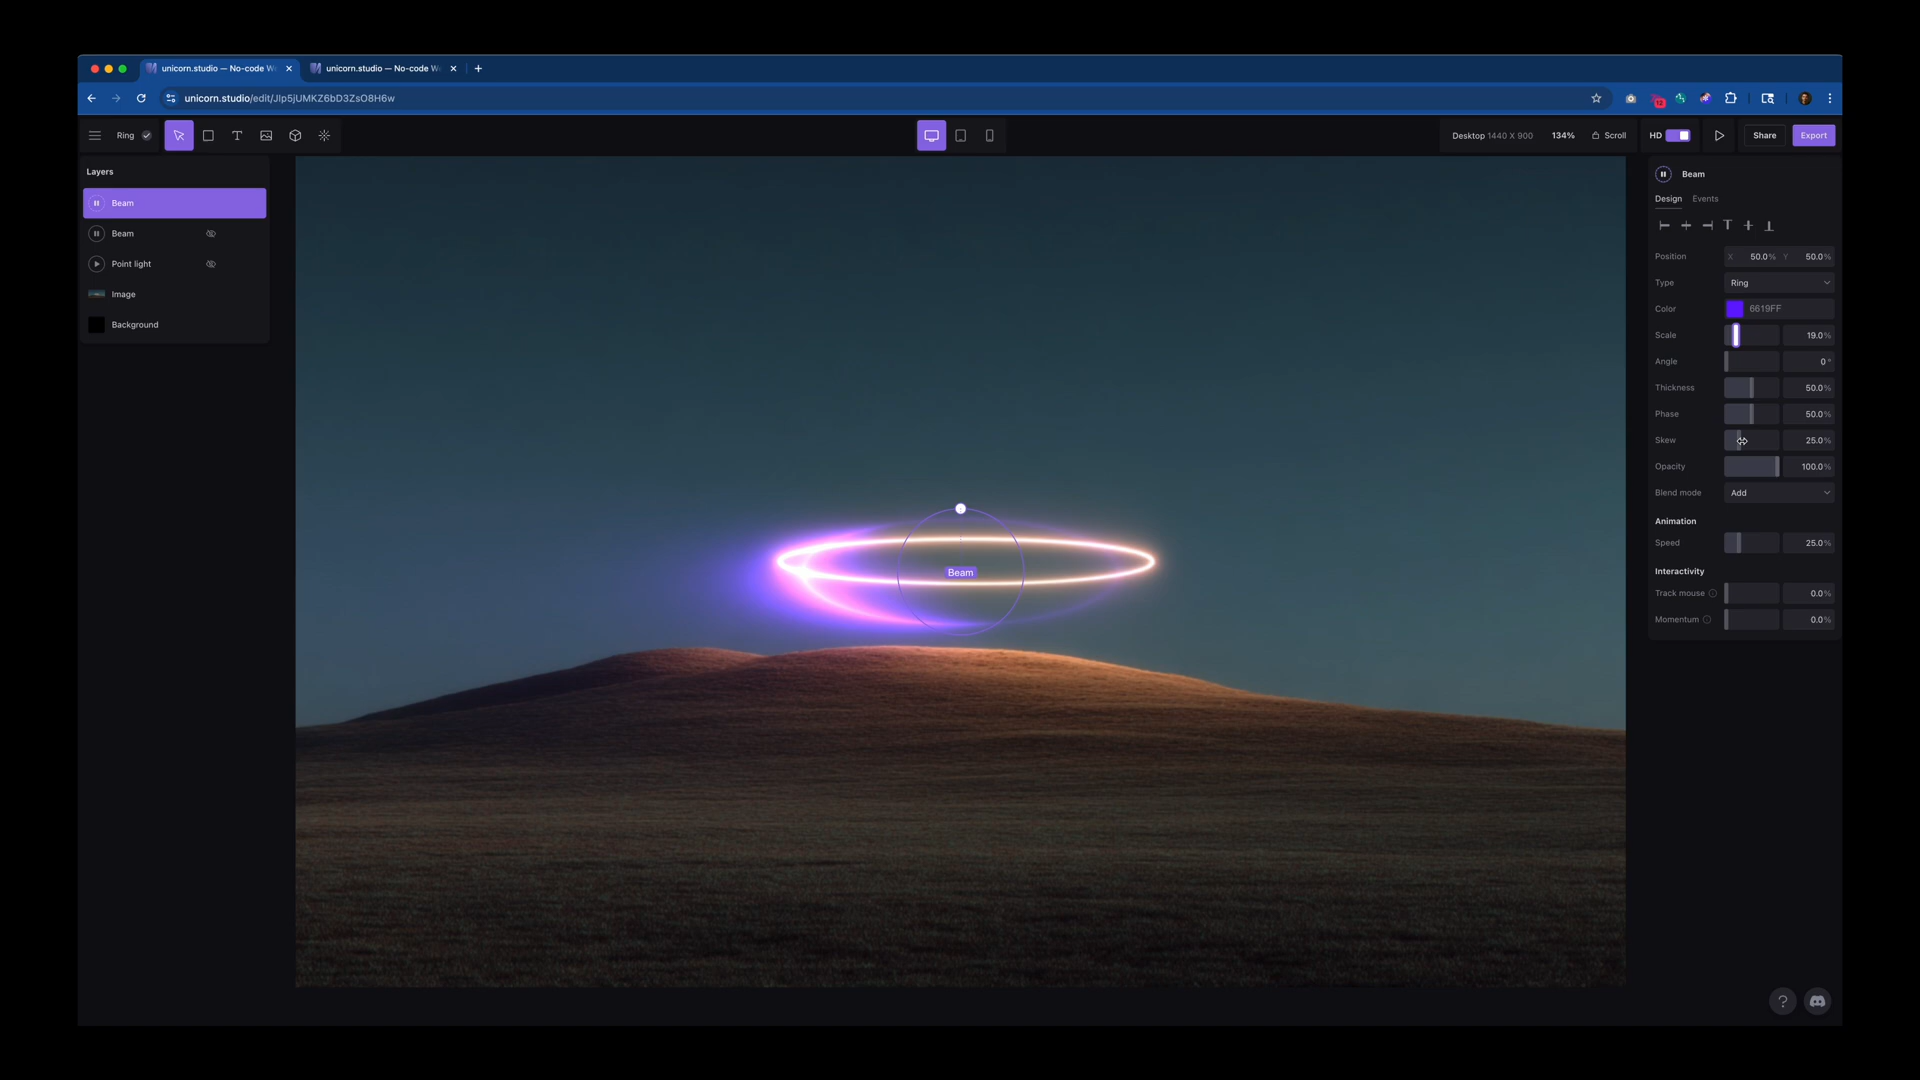 unicorn.studio — No-code W
unicorn.studio — No-code W
unicorn.studio/edit/JIp5jUMKZ6bD3ZsO8H6w
12
Ring
Desktop 1440 X 900
134%
Scroll
HD
Share
Export
Layers
Beam
Beam
Point light
Image
Background
Beam
Beam
Design
Events
Position X 50.0% Y 50.0%
Type Ring
Color 6619FF
Scale 19.0%
Angle 0°
Thickness 50.0%
Phase 50.0%
Skew 25.0%
Opacity 100.0%
Blend mode Add
Animation
Speed 25.0%
Interactivity
Track mouse 0.0%
Momentum 0.0%
?